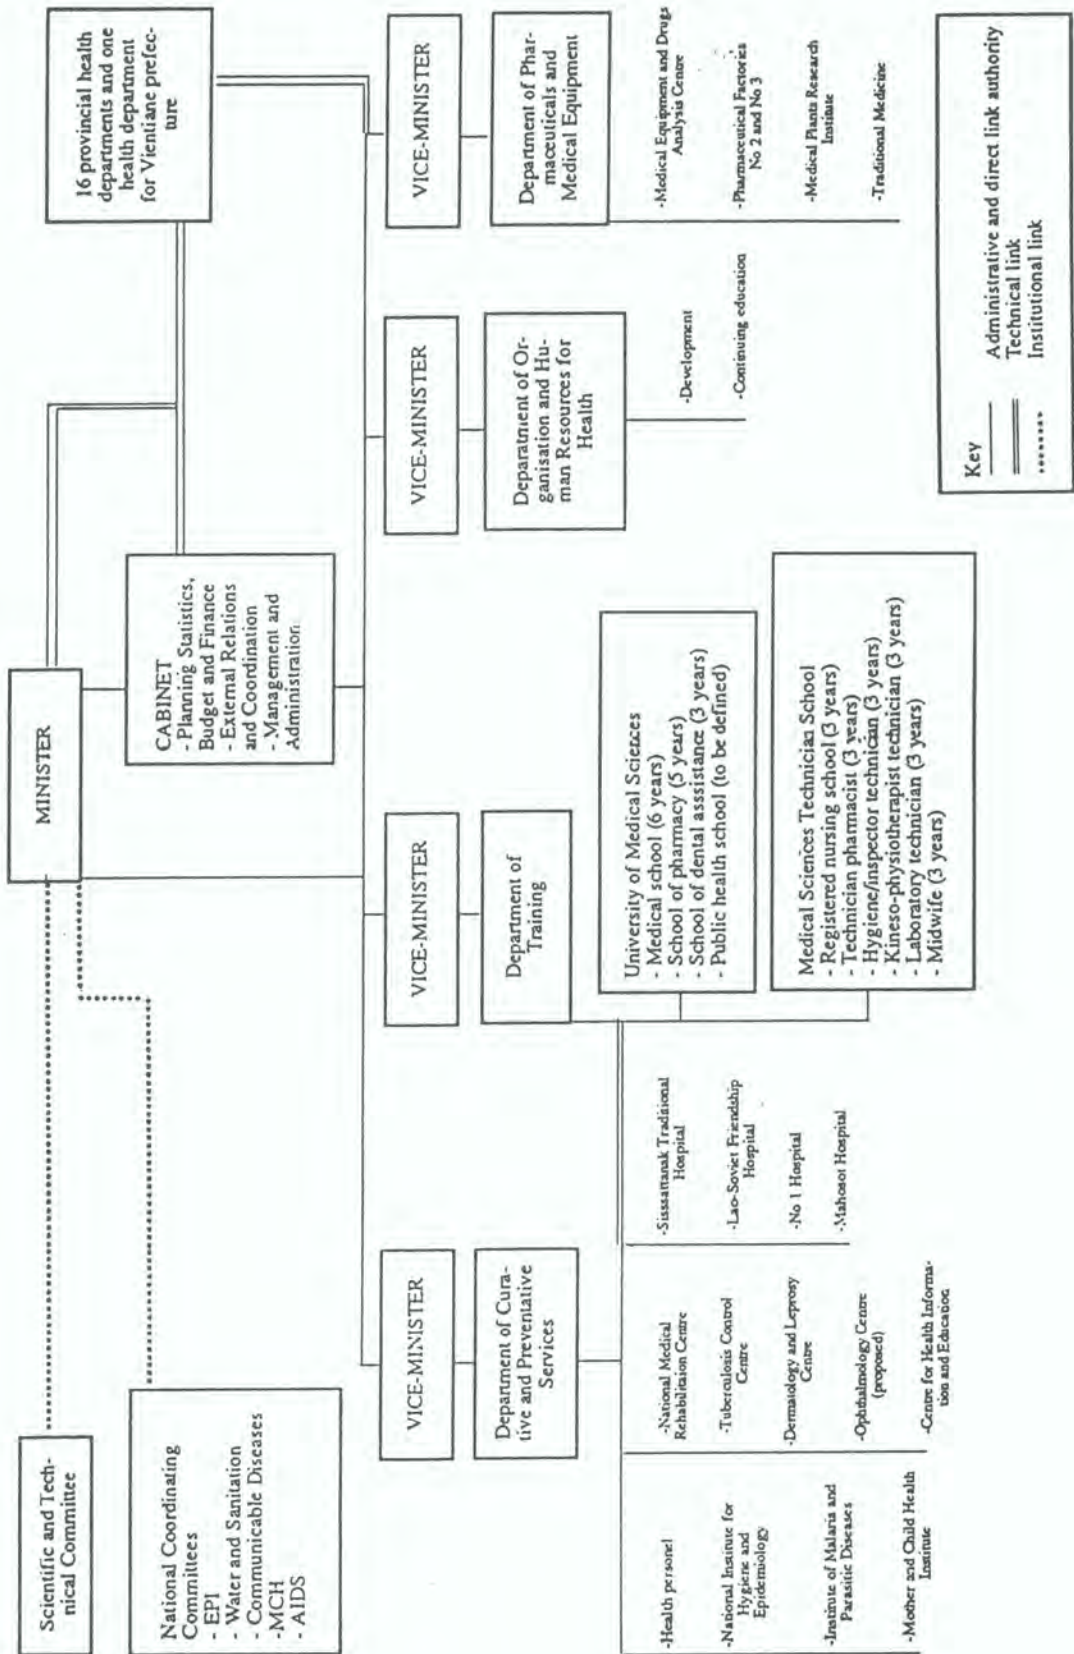 MINISTER
Scientific and Tech-
nical Committee
16 provincial health
departments and one
health department
for Vientiane prefec-
ture
National Coordinating
Committees
- EPI
- Water and Sanitation
- Communicable Diseases
-MCH
- AIDS
CABINET
- Planning Statistics,
Budget and Finance
- External Relations
and Coordination
- Management and
Administration
VICE-MINISTER
VICE-MINISTER
VICE-MINISTER
VICE-MINISTER
Department of Cura-
tive and Preventative
Services
Department of
Training
Deparatnient of Or-
ganisation and Hu-
man Resources for
Health
Department of Phar-
maceuticals and
Medical Equipment
-Health personel
-National Institute for
Hygiene and
Epidemiology
-Institute of Malaria and
Parasitic Diseases
-Mother and Child Health
Institute
-National Medical
Rehabilitation Centre
-Tuberculosis Control
Centre
-Dermatology and Leprosy
Centre
-Ophthalmology Centre
(proposed)
-Centre for Health Informa-
tion and Education
-Sisssattanak Traditional
Hospital
-Lao-Soviet Friendship
Hospital
-No 1 Hospital
-Mahosot Hospital
University of Medical Sciences
- Medical school (6 years)
- School of pharmacy (5 years)
- School of dental asssistance (3 years)
- Public health school (to be defined)
Medical Sciences Technician School
- Registered nursing school (3 years)
- Technician pharmacist (3 years)
- Hygiene/inspector technician (3 years)
- Kineso-physiotherapist technician (3 years)
- Laboratory technician (3 years)
- Midwife (3 years)
-Development
-Continuing education
-Medical Equipment and Drugs
Analysis Centre
-Pharmaceutical Factories
No 2 and No 3
-Medical Planta Research
Institute
-Traditional Medicine
Key
Administrative and direct link authority
Technical link
Institutional link